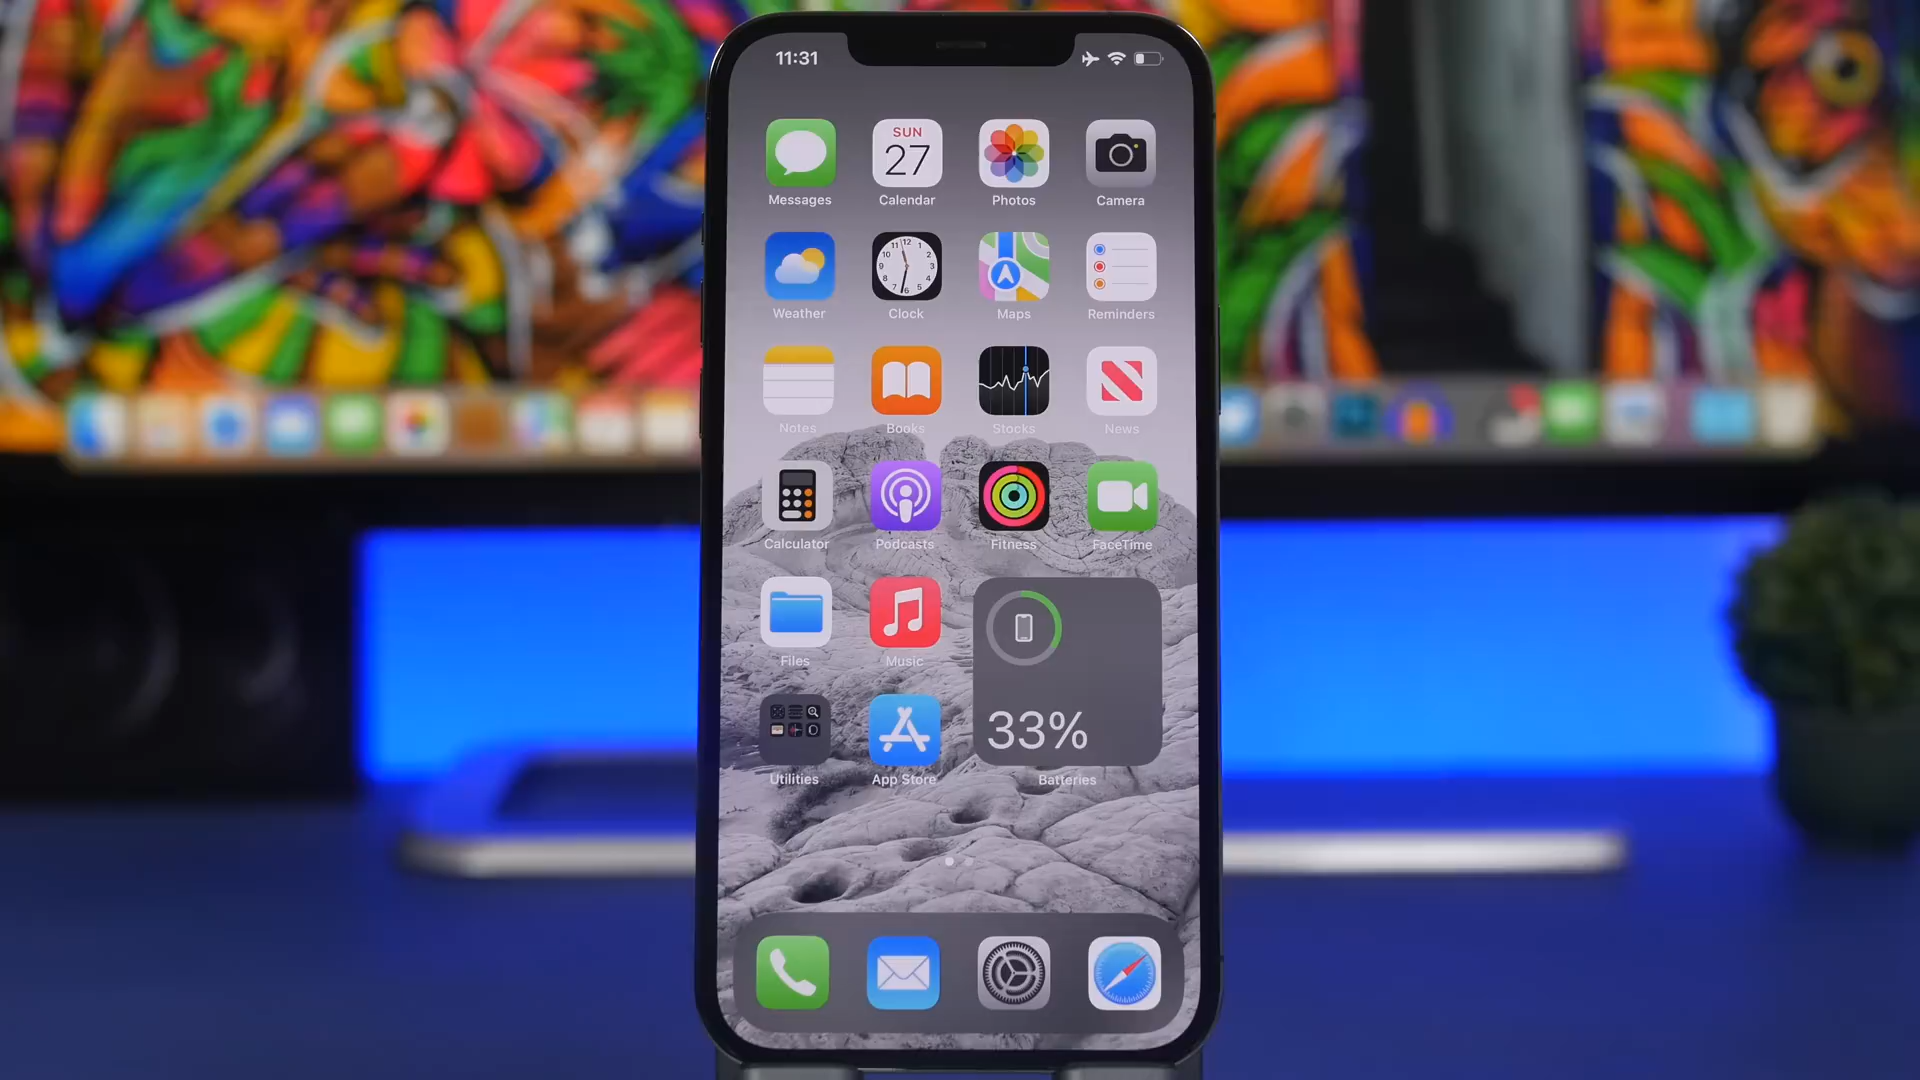 11:31
SUN
27
Messages
Calendar
Photos
Camera
Weather
Clock
Maps
Reminders
Notes
Books
Stocks
News
Calculator
Podcasts
Fitness
FaceTime
Files
Music
33%
Utilities
App Store
Batteries